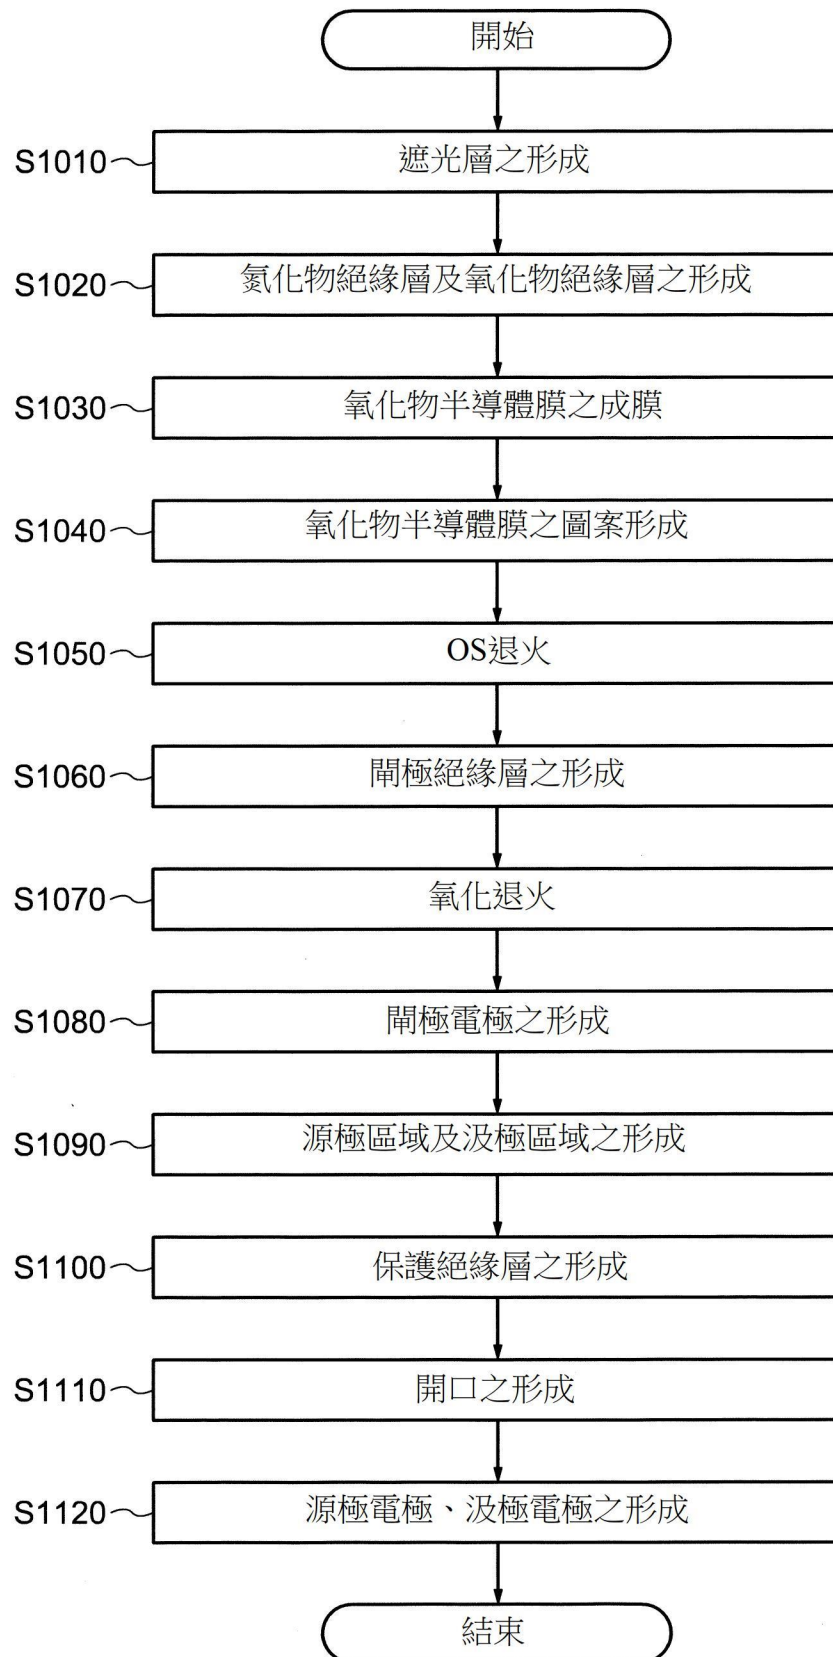 開始
S1010 遮光層之形成
S1020 氮化物絕緣層及氧化物絕緣層之形成
S1030 氧化物半導體膜之成膜
S1040 氧化物半導體膜之圖案形成
S1050 OS退火
S1060 閘極絕緣層之形成
S1070 氧化退火
S1080 閘極電極之形成
S1090 源極區域及汲極區域之形成
S1100 保護絕緣層之形成
S1110 開口之形成
S1120 源極電極、汲極電極之形成
結束